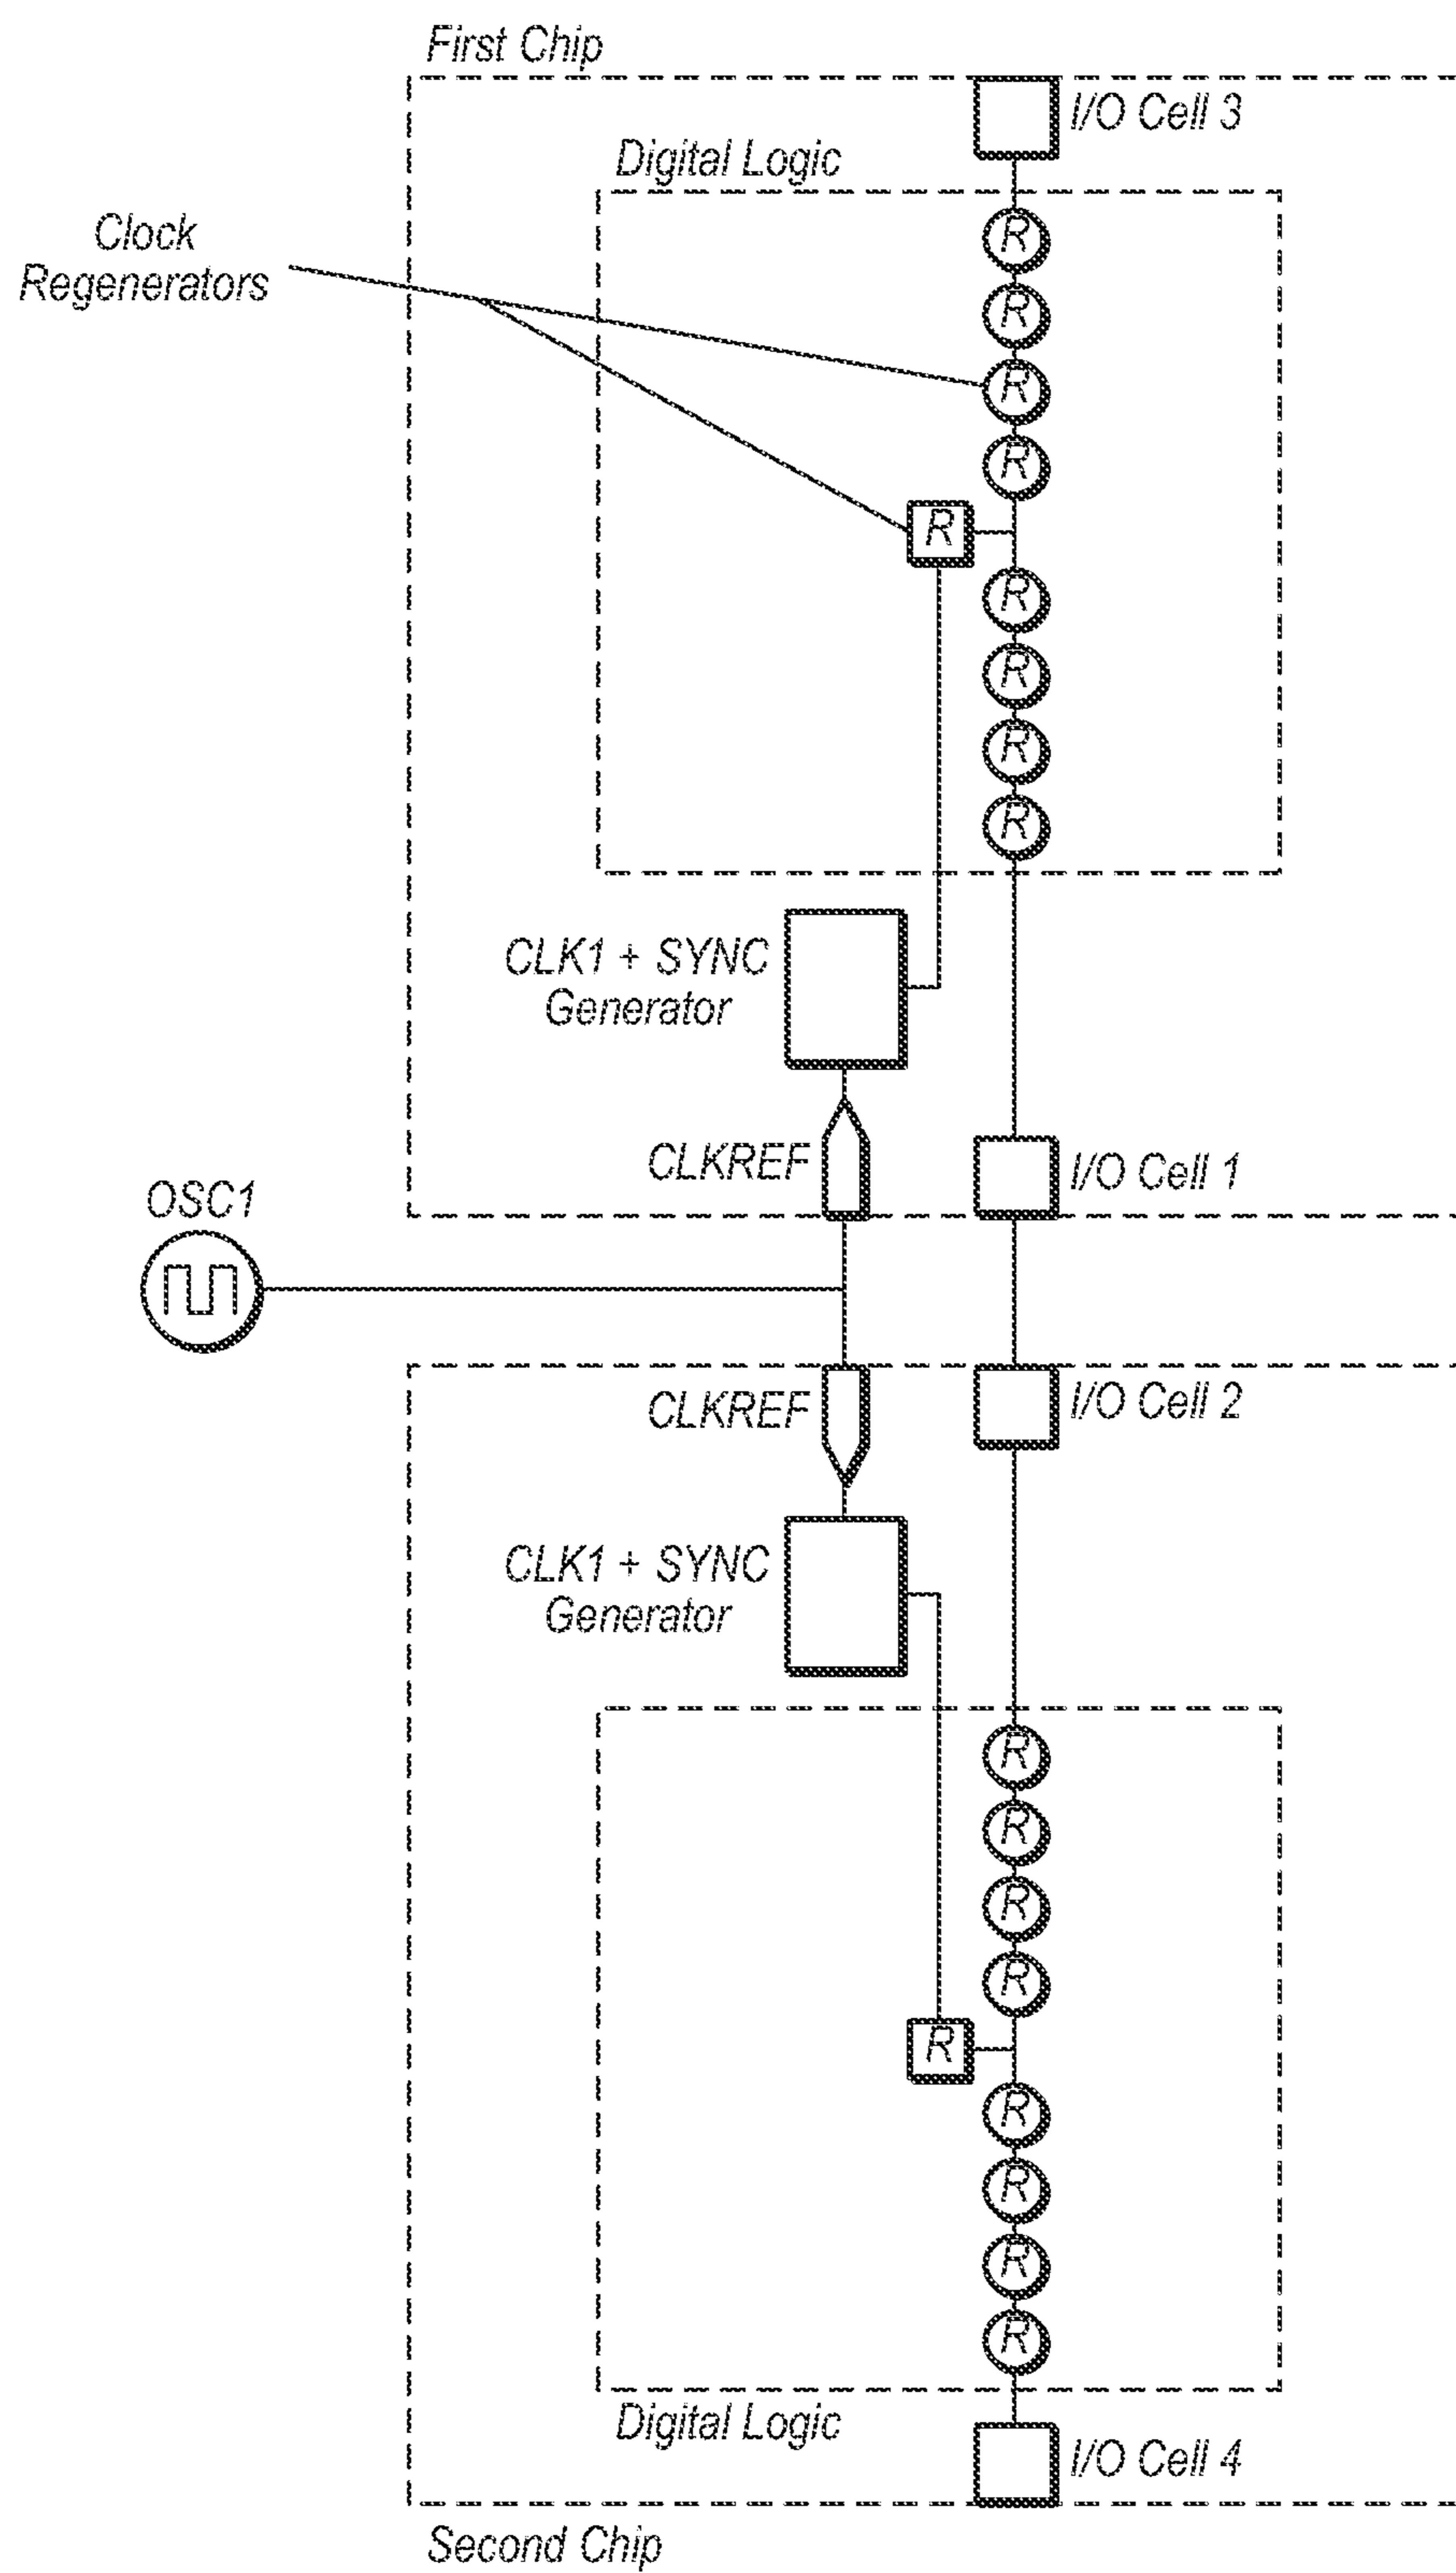 First Chip
I/O Cell 3
Digital Logic
Clock
Regenerators
R
R
R
R
R
R
R
R
R
CLK1 + SYNC
Generator
CLKREF
I/O Cell 1
OSC1
CLKREF
I/O Cell 2
CLK1 + SYNC
Generator
R
R
R
R
R
R
R
R
R
Digital Logic
I/O Cell 4
Second Chip